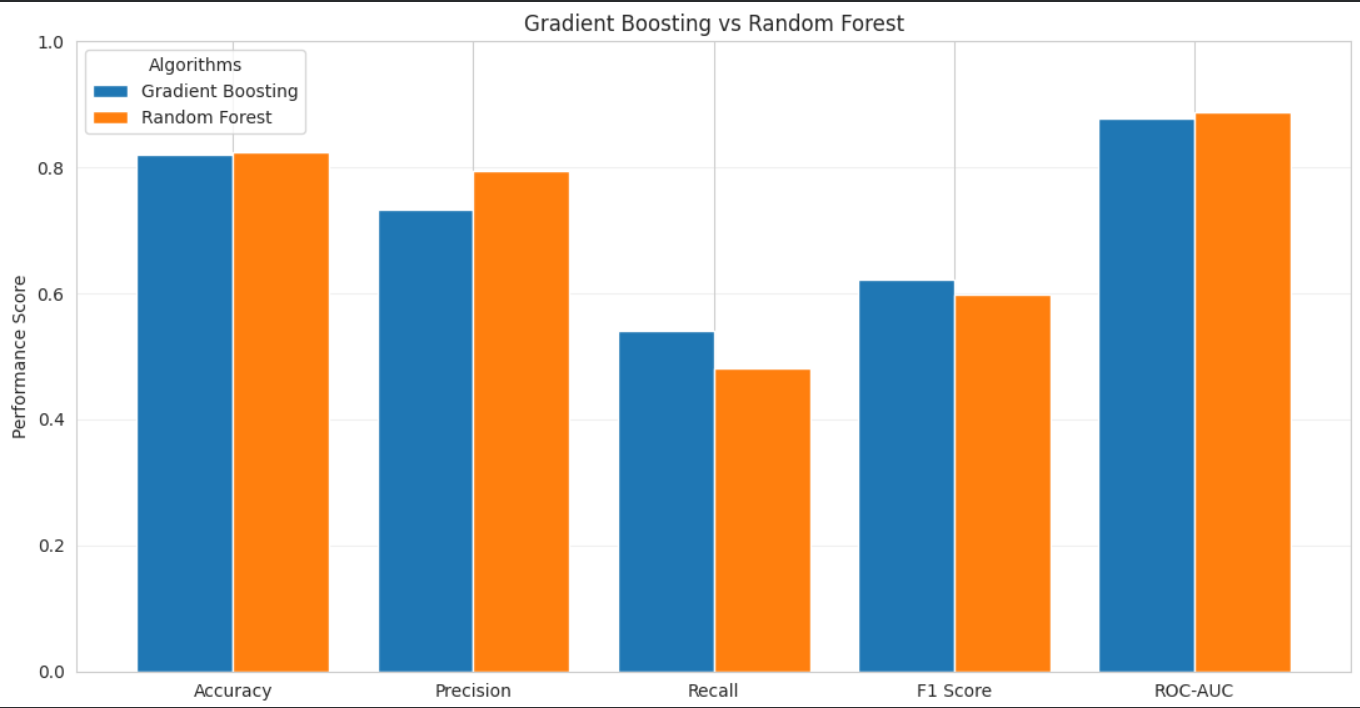 Gradient Boosting vs Random Forest
1.0
Algorithms
Gradient Boosting
Random Forest
0.8
0.6
Performance Score
0.4
0.2
0.0
Accuracy Precision Recall F1 Score ROC-AUC